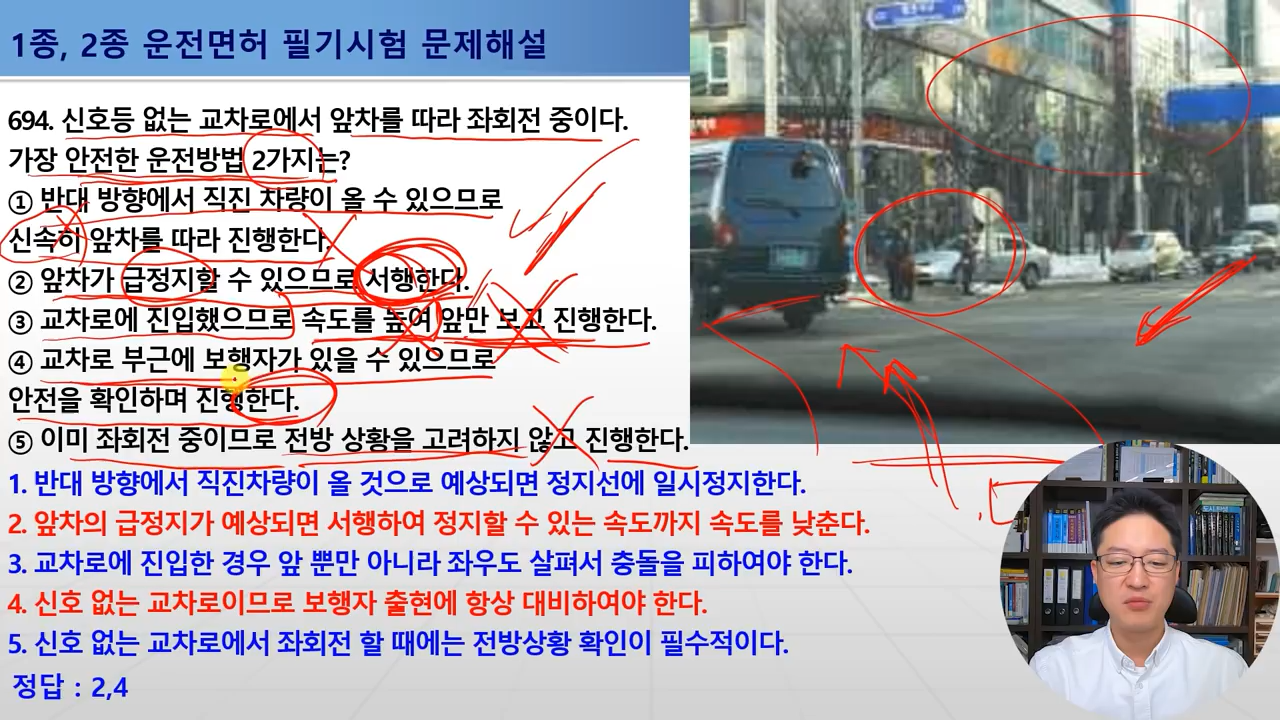 1종, 2종 운전면허 필기시험 문제해설
694. 신호등 없는 교차로에서 앞차를 따라 좌회전 중이다.
가장 안전한 운전방법 2가지는?
① 반대 방향에서 직진 차량이 올 수 있으므로
신속히 앞차를 따라 진행한다.
② 앞차가 급정지할 수 있으므로 서행한다.
③ 교차로에 진입했으므로 속도를 높여 앞만 보고 진행한다.
④ 교차로 부근에 보행자가 있을 수 있으므로
안전을 확인하며 진행한다.
⑤ 이미 좌회전 중이므로 전방 상황을 고려하지 않고 진행한다.
1. 반대 방향에서 직진차량이 올 것으로 예상되면 정지선에 일시정지한다.
2. 앞차의 급정지가 예상되면 서행하여 정지할 수 있는 속도까지 속도를 낮춘다.
3. 교차로에 진입한 경우 앞 뿐만 아니라 좌우도 살펴서 충돌을 피하여야 한다.
4. 신호 없는 교차로이므로 보행자 출현에 항상 대비하여야 한다.
5. 신호 없는 교차로에서 좌회전 할 때에는 전방상황 확인이 필수적이다.
정답 : 2,4